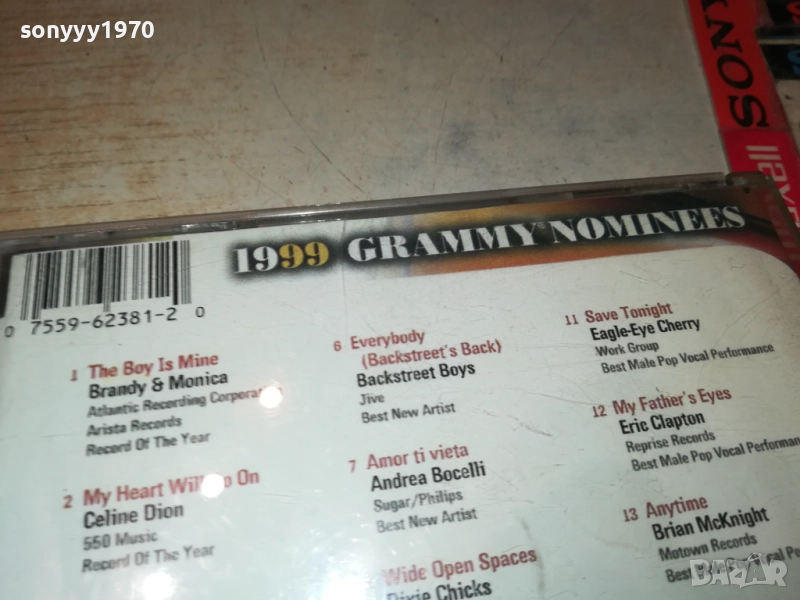 sonyyy1970
SONY
1999 GRAMMY NOMINEES
0 7559-62381-2 0
1 The Boy Is Mine
Brandy & Monica
Atlantic Recording Corporation
Arista Records
Record Of The Year
2 My Heart Will Go On
Celine Dion
550 Music
Record Of The Year
6 Everybody
(Backstreet's Back)
Backstreet Boys
Jive
Best New Artist
7 Amor ti vieta
Andrea Bocelli
Sugar/Philips
Best New Artist
Wide Open Spaces
Dixie Chicks
11 Save Tonight
Eagle-Eye Cherry
Work Group
Best Male Pop Vocal Performance
12 My Father's Eyes
Eric Clapton
Reprise Records
Best Male Pop Vocal Performance
13 Anytime
Brian McKnight
Motown Records
Best Male Pop Vocal
BAZAR